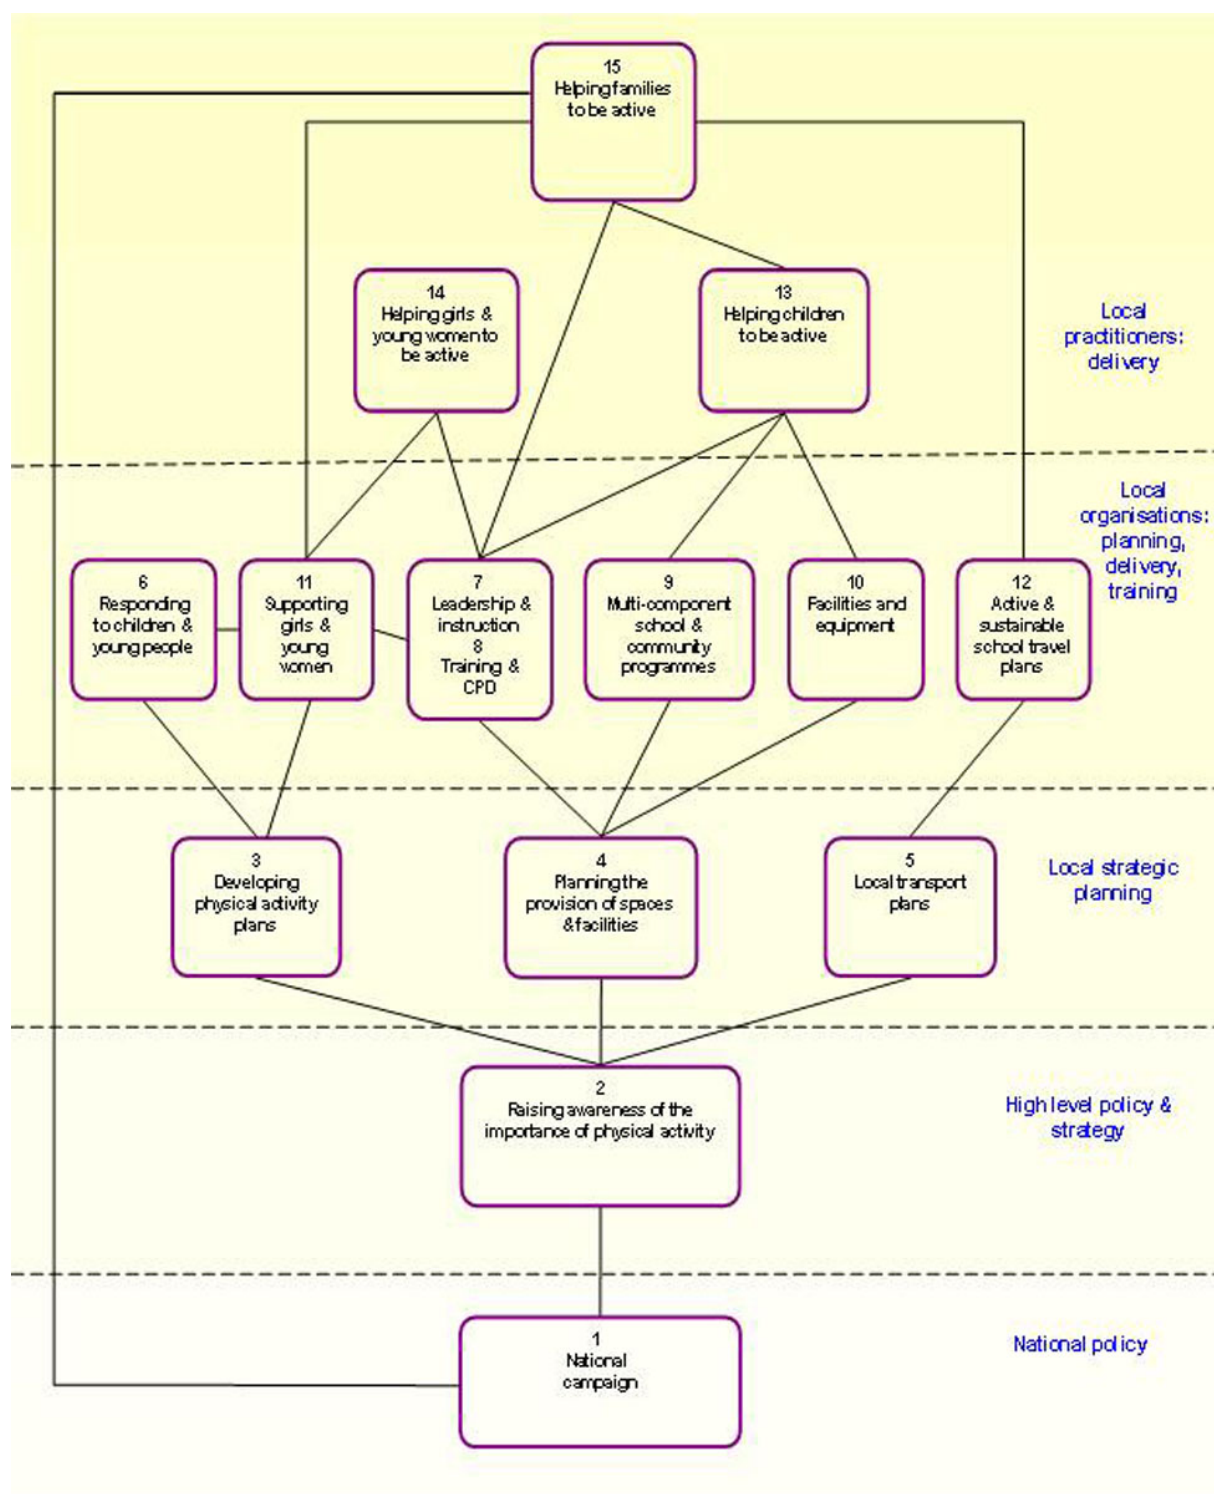 15
Helping families
to be active
14
Helping girls &
young women to
be active
13
Helping children
to be active
Local
practitioners:
delivery
Local
organisations:
planning,
delivery,
training
6
Responding
to children &
young people
11
Supporting
girls &
young
women
7
Leadership &
instruction
8
Training &
CPD
9
Multi-component
school &
community
programmes
10
Facilities and
equipment
12
Active &
sustainable
school travel
plans
3
Developing
physical activity
plans
4
Planning the
provision of spaces
& facilities
5
Local transport
plans
Local strategic
planning
2
Raising awareness of the
importance of physical activity
High level policy &
strategy
1
National
campaign
National policy